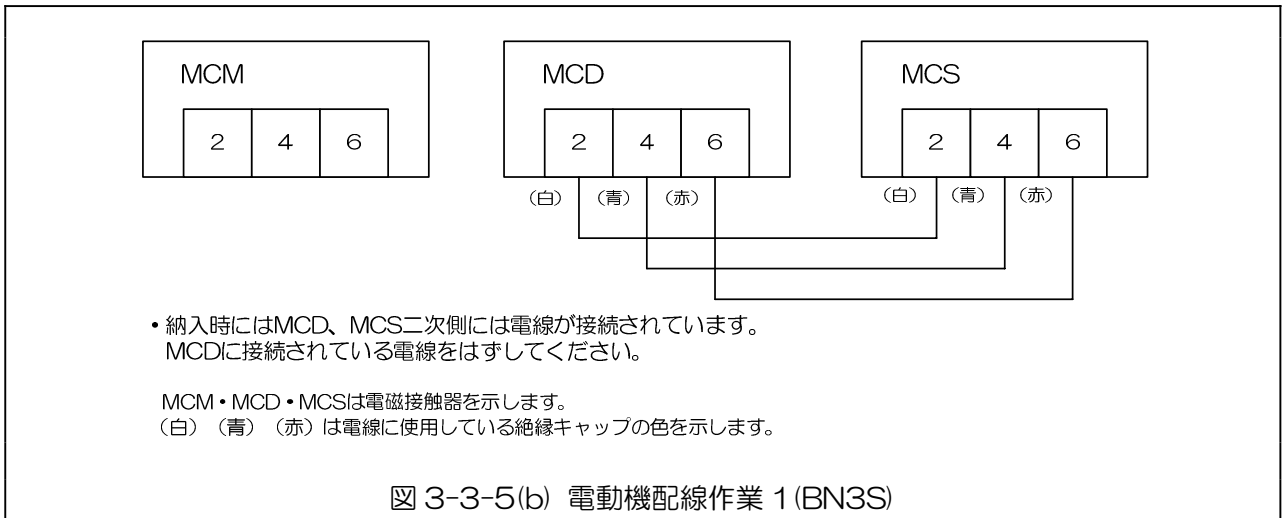 MCM MCD MCS
2 4 6 2 4 6 2 4 6
(白) (青) (赤) (白) (青) (赤)
・納入時にはMCD、MCS二次側には電線が接続されています。
MCDに接続されている電線をはずしてください。
MCM・MCD・MCSは電磁接触器を示します。
(白) (青) (赤) は電線に使用している絶縁キャップの色を示します。
図 3-3-5(b) 電動機配線作業 1(BN3S)